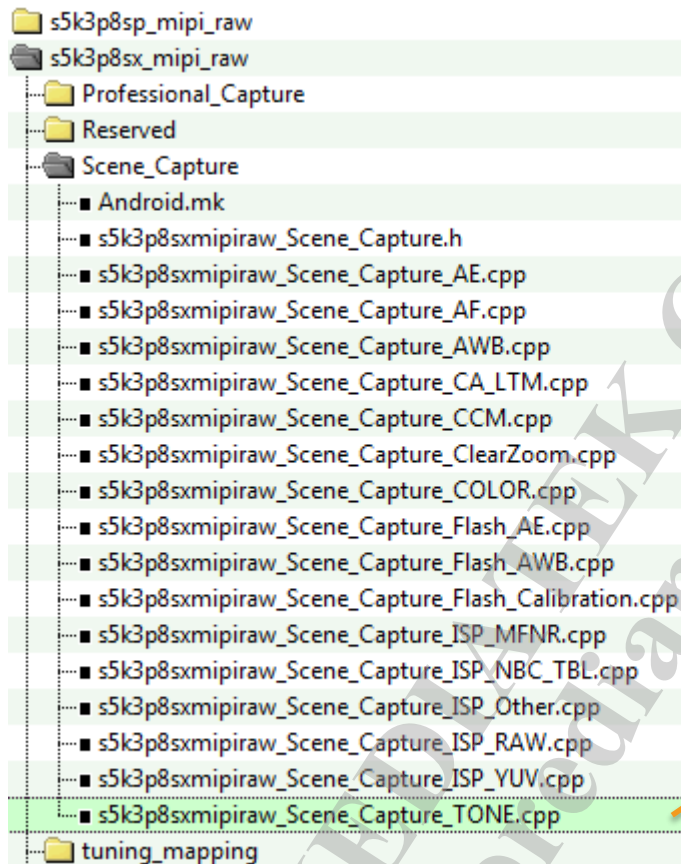 s5k3p8sp_mipi_raw
s5k3p8sx_mipi_raw
Professional_Capture
Reserved
Scene_Capture
Android.mk
s5k3p8sxmipiraw_Scene_Capture.h
s5k3p8sxmipiraw_Scene_Capture_AE.cpp
s5k3p8sxmipiraw_Scene_Capture_AF.cpp
s5k3p8sxmipiraw_Scene_Capture_AWB.cpp
s5k3p8sxmipiraw_Scene_Capture_CA_LTM.cpp
s5k3p8sxmipiraw_Scene_Capture_CCM.cpp
s5k3p8sxmipiraw_Scene_Capture_ClearZoom.cpp
s5k3p8sxmipiraw_Scene_Capture_COLOR.cpp
s5k3p8sxmipiraw_Scene_Capture_Flash_AE.cpp
s5k3p8sxmipiraw_Scene_Capture_Flash_AWB.cpp
s5k3p8sxmipiraw_Scene_Capture_Flash_Calibration.cpp
s5k3p8sxmipiraw_Scene_Capture_ISP_MFNR.cpp
s5k3p8sxmipiraw_Scene_Capture_ISP_NBC_TBL.cpp
s5k3p8sxmipiraw_Scene_Capture_ISP_Other.cpp
s5k3p8sxmipiraw_Scene_Capture_ISP_RAW.cpp
s5k3p8sxmipiraw_Scene_Capture_ISP_YUV.cpp
s5k3p8sxmipiraw_Scene_Capture_TONE.cpp
tuning_mapping
MEDIATEK